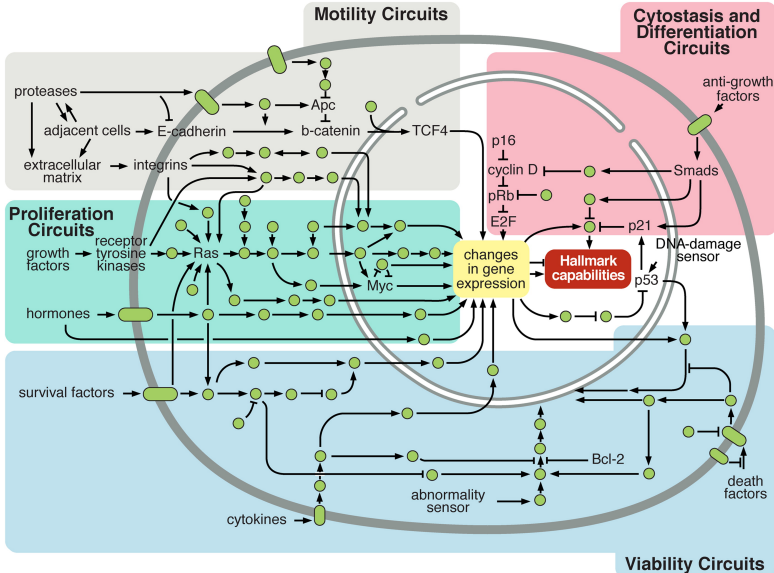 Motility Circuits
Cytostasis and
Differentiation
Circuits
proteases
Apc
anti-growth
factors
adjacent cells
E-cadherin
b-catenin
TCF4
p16
extracellular
matrix
integrins
cyclin D
Smads
pRb
Proliferation
Circuits
E2F
p21
growth
factors
receptor
tyrosine
kinases
Ras
changes
in gene
expression
Hallmark
capabilities
DNA-damage
sensor
p53
Myc
hormones
survival factors
Bcl-2
abnormality
sensor
death
factors
cytokines
Viability Circuits